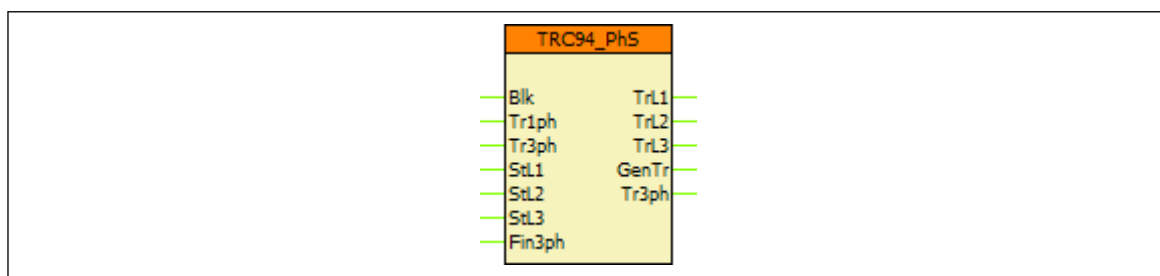 TRC94_PhS
Blk TrL1
Tr1ph TrL2
Tr3ph TrL3
StL1 GenTr
StL2 Tr3ph
StL3
Fin3ph